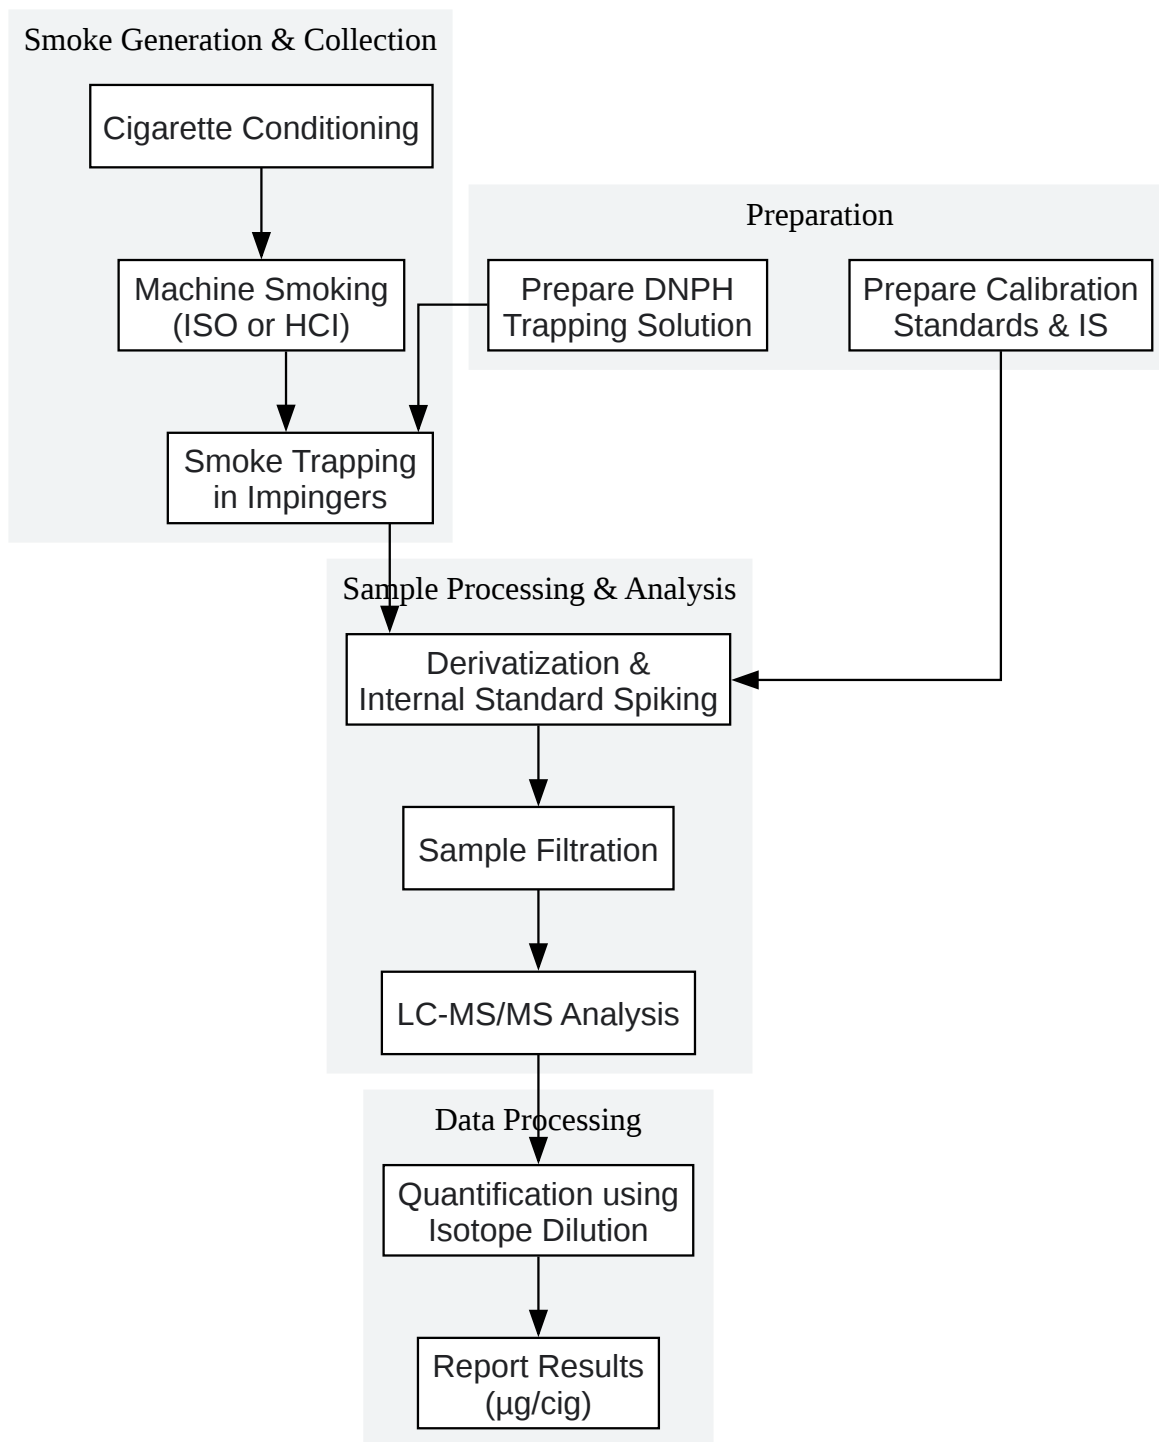 Smoke Generation & Collection
Cigarette Conditioning
Machine Smoking
(ISO or HCI)
Smoke Trapping
in Impingers
Preparation
Prepare DNPH
Trapping Solution
Prepare Calibration
Standards & IS
Sample Processing & Analysis
Derivatization &
Internal Standard Spiking
Sample Filtration
LC-MS/MS Analysis
Data Processing
Quantification using
Isotope Dilution
Report Results
(µg/cig)